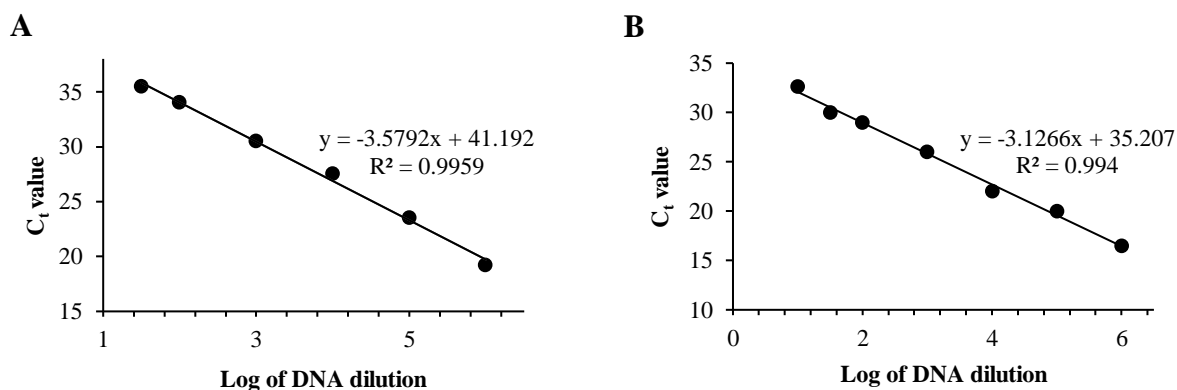 A
C_t value
35
30
25
20
15
1
3
5
y = -3.5792x + 41.192
R² = 0.9959
Log of DNA dilution
B
C_t value
35
30
25
20
15
10
0
2
4
6
y = -3.1266x + 35.207
R² = 0.994
Log of DNA dilution